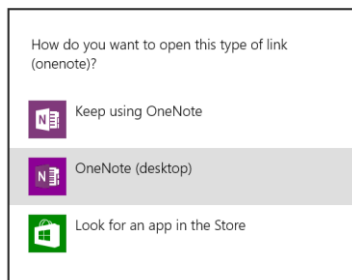 How do you want to open this type of link
(onenote)?
N
Keep using OneNote
N
OneNote (desktop)
Look for an app in the Store